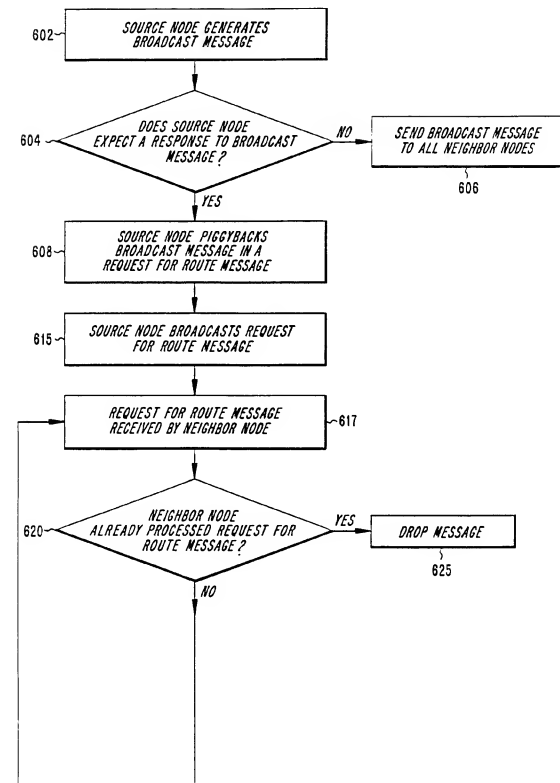 602
SOURCE NODE GENERATES
BROADCAST MESSAGE
604
DOES SOURCE NODE
EXPECT A RESPONSE TO BROADCAST
MESSAGE?
NO
SEND BROADCAST MESSAGE
TO ALL NEIGHBOR NODES
606
YES
608
SOURCE NODE PIGGYBACKS
BROADCAST MESSAGE IN A
REQUEST FOR ROUTE MESSAGE
615
SOURCE NODE BROADCASTS REQUEST
FOR ROUTE MESSAGE
REQUEST FOR ROUTE MESSAGE
RECEIVED BY NEIGHBOR NODE
617
620
NEIGHBOR NODE
ALREADY PROCESSED REQUEST FOR
ROUTE MESSAGE?
YES
DROP MESSAGE
625
NO